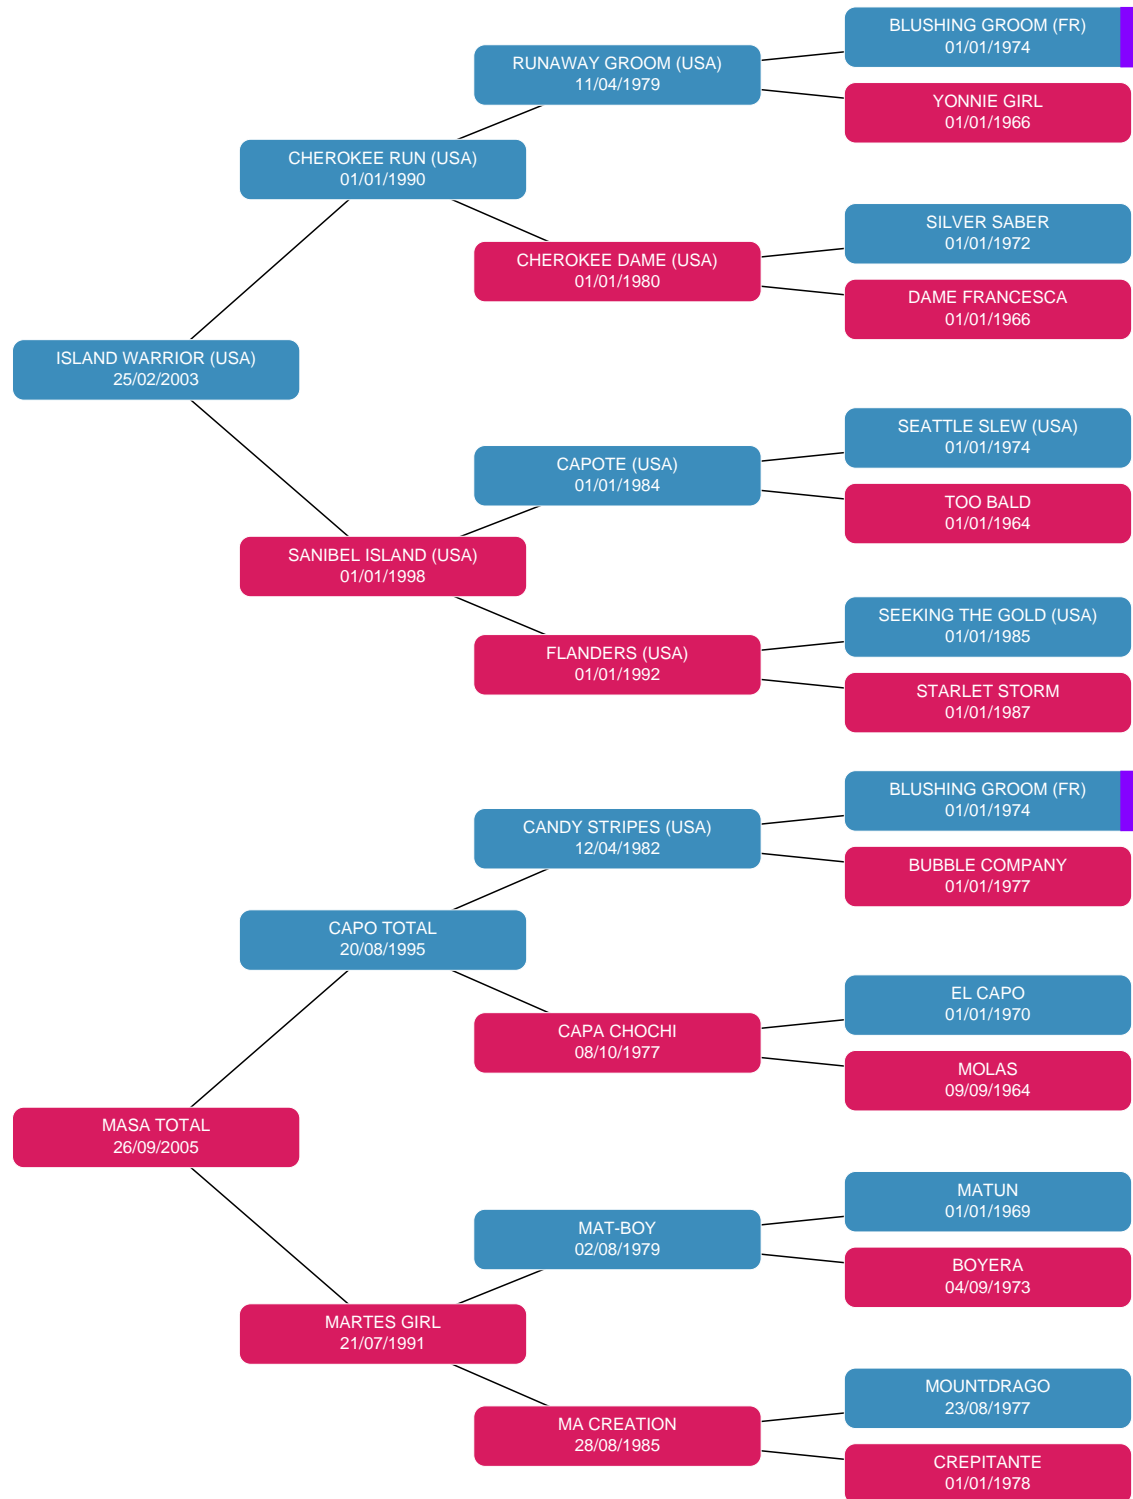 BLUSHING GROOM (FR)
01/01/1974
RUNAWAY GROOM (USA)
11/04/1979
YONNIE GIRL
01/01/1966
CHEROKEE RUN (USA)
01/01/1990
SILVER SABER
01/01/1972
CHEROKEE DAME (USA)
01/01/1980
DAME FRANCESCA
01/01/1966
ISLAND WARRIOR (USA)
25/02/2003
SEATTLE SLEW (USA)
01/01/1974
CAPOTE (USA)
01/01/1984
TOO BALD
01/01/1964
SANIBEL ISLAND (USA)
01/01/1998
SEEKING THE GOLD (USA)
01/01/1985
FLANDERS (USA)
01/01/1992
STARLET STORM
01/01/1987
BLUSHING GROOM (FR)
01/01/1974
CANDY STRIPES (USA)
12/04/1982
BUBBLE COMPANY
01/01/1977
CAPO TOTAL
20/08/1995
EL CAPO
01/01/1970
CAPA CHOCHI
08/10/1977
MOLAS
09/09/1964
MASA TOTAL
26/09/2005
MATUN
01/01/1969
MAT-BOY
02/08/1979
BOYERA
04/09/1973
MARTES GIRL
21/07/1991
MOUNTDRAGO
23/08/1977
MA CREATION
28/08/1985
CREPITANTE
01/01/1978